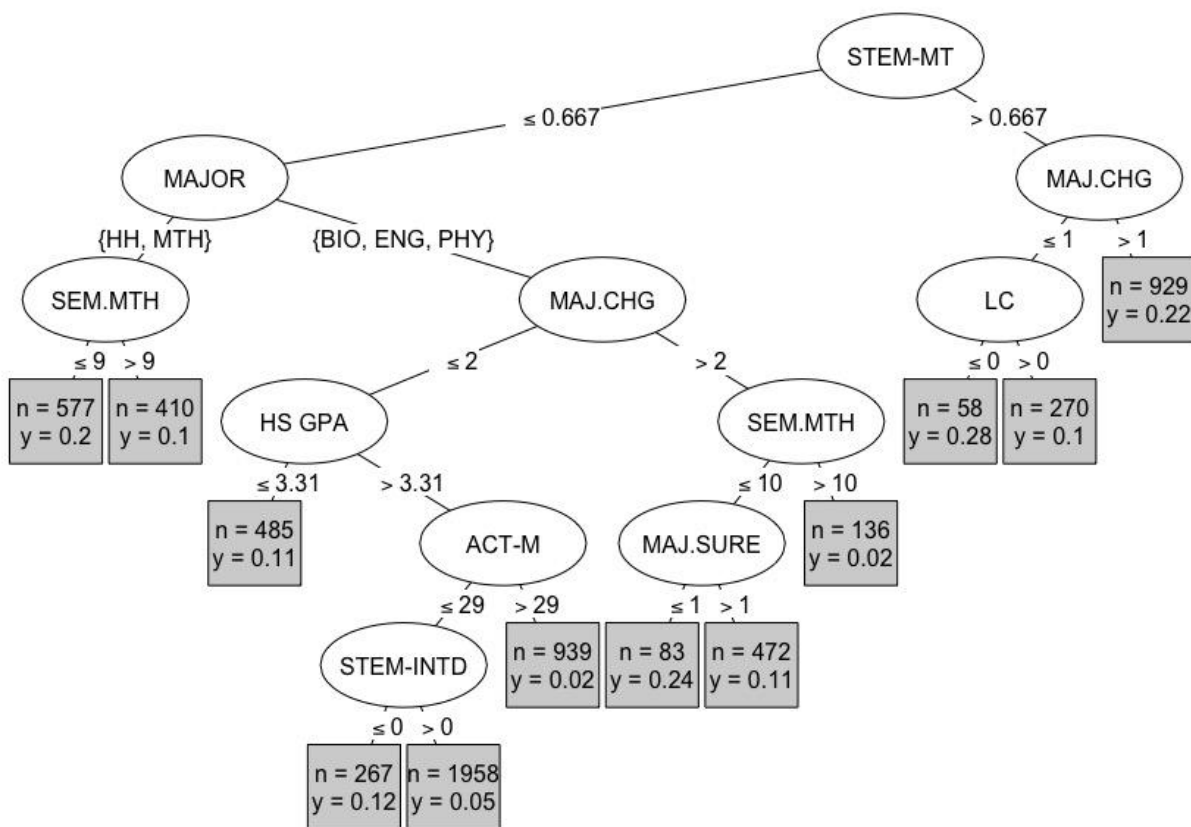 STEM-MT
≤ 0.667
> 0.667
MAJOR
MAJ.CHG
{HH, MTH}
{BIO, ENG, PHY}
≤ 1
> 1
SEM.MTH
MAJ.CHG
LC
n = 929
y = 0.22
≤ 9
> 9
≤ 2
> 2
≤ 0
> 0
n = 577
y = 0.2
n = 410
y = 0.1
HS GPA
SEM.MTH
n = 58
y = 0.28
n = 270
y = 0.1
≤ 3.31
> 3.31
≤ 10
> 10
n = 485
y = 0.11
ACT-M
MAJ.SURE
n = 136
y = 0.02
≤ 29
> 29
≤ 1
> 1
STEM-INTD
n = 939
y = 0.02
n = 83
y = 0.24
n = 472
y = 0.11
≤ 0
> 0
n = 267
y = 0.12
n = 1958
y = 0.05